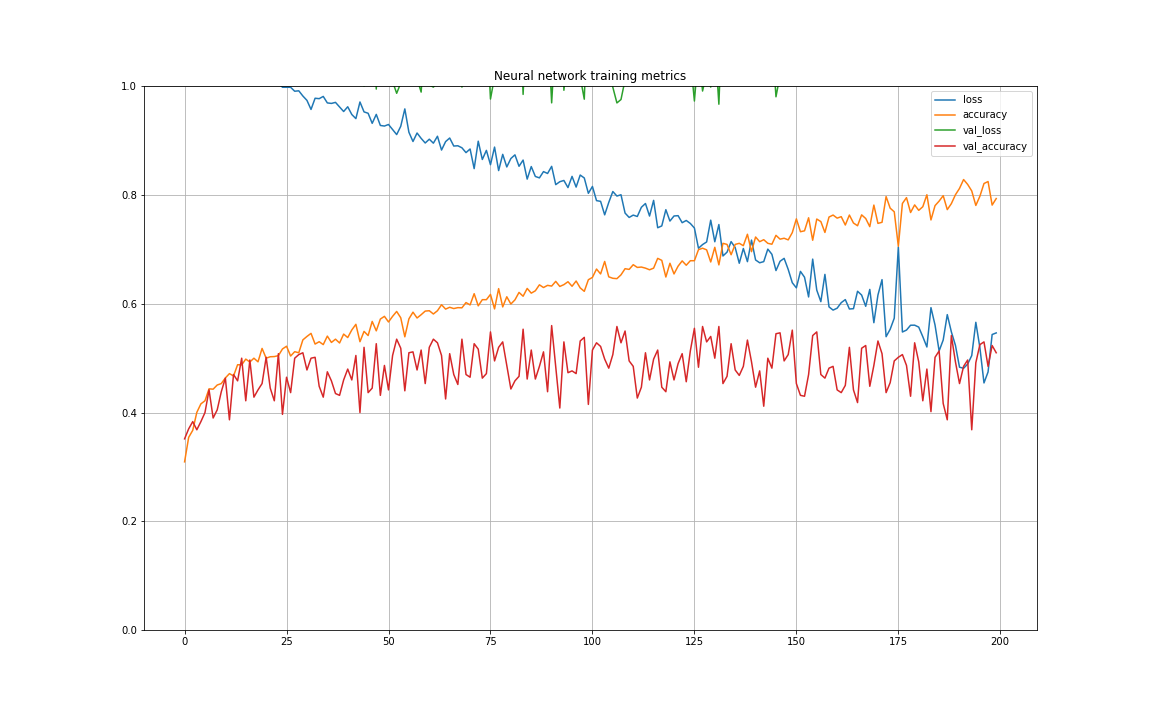 Neural network training metrics
1.0
0.8
0.6
0.4
0.2
0.0
loss
accuracy
val_loss
val_accuracy
0 25 50 75 100 125 150 175 200